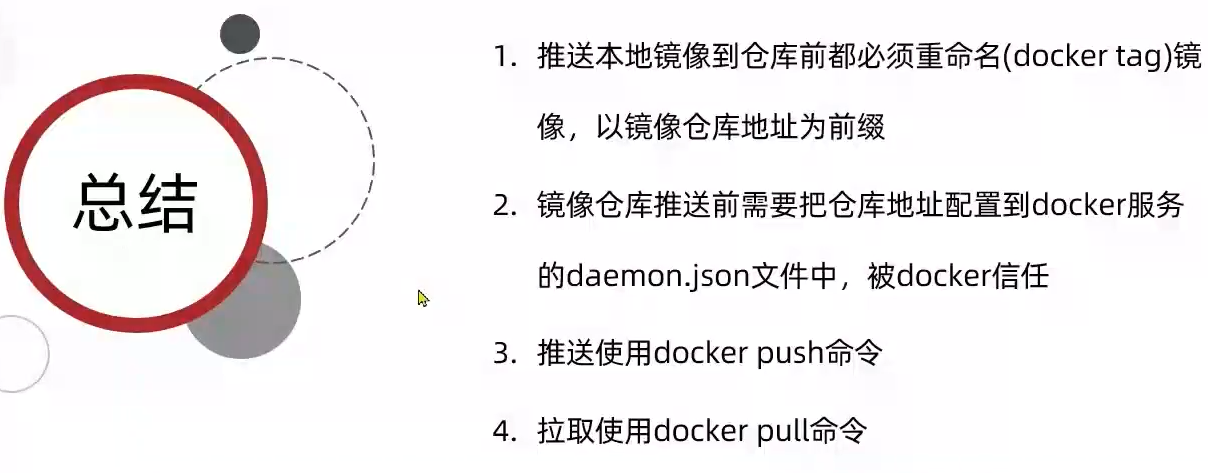 总结
1. 推送本地镜像到仓库前都必须重命名(docker tag)镜
像，以镜像仓库地址为前缀
2. 镜像仓库推送前需要把仓库地址配置到docker服务
的daemon.json文件中，被docker信任
3. 推送使用docker push命令
4. 拉取使用docker pull命令